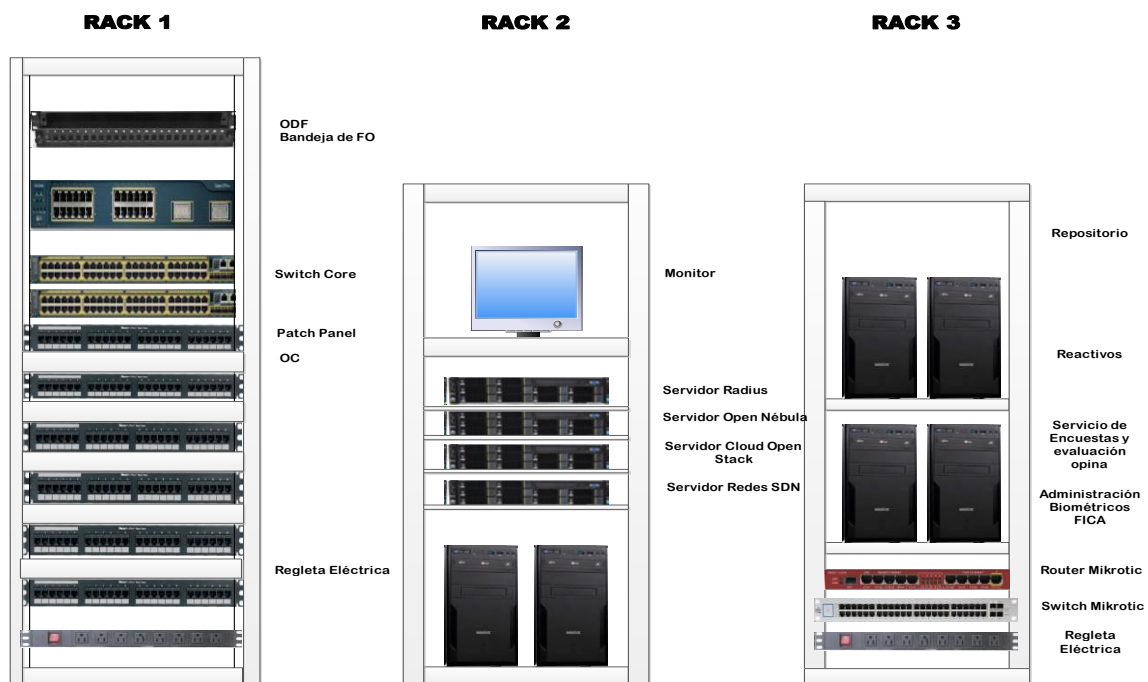 RACK 1
RACK 2
RACK 3
ODF
Bandeja de FO
Switch Core
Patch Panel
OC
Regleta Eléctrica
Monitor
Servidor Radius
Servidor Open Nébula
Servidor Cloud Open
Stack
Servidor Redes SDN
Repositorio
Reactivos
Servicio de
Encuestas y
evaluación
opina
Administración
Biométricos
FICA
Router Mikrotic
Switch Mikrotic
Regleta
Eléctrica